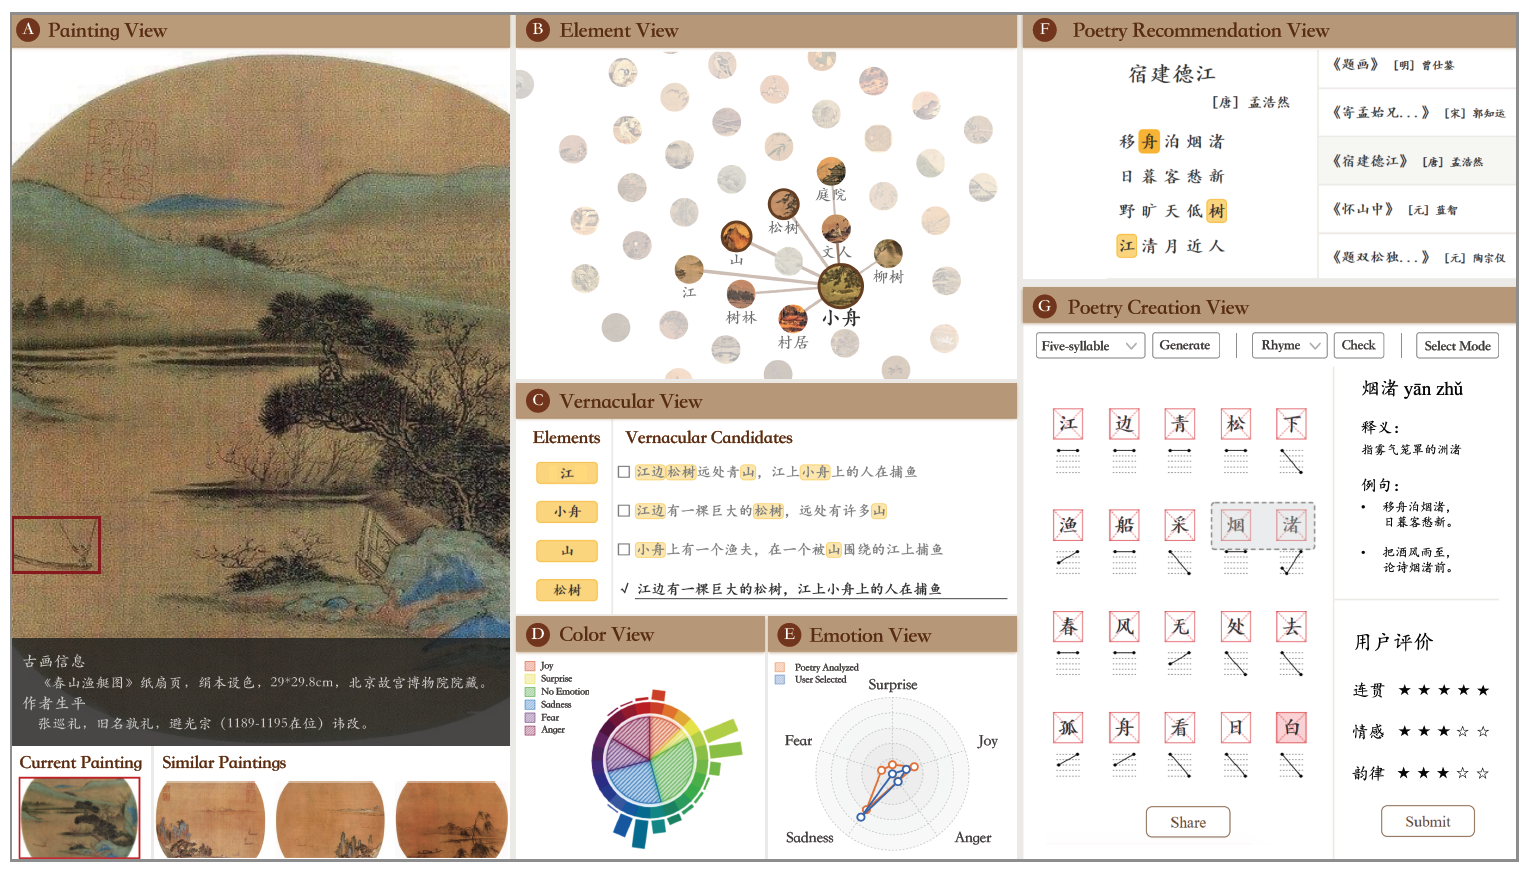 A Painting View
古画信息
《春山渔艇图》纸扇页，绢本设色，29*29.8cm，北京故宫博物院院藏。
作者生平
张巡礼，旧名敦礼，避光宗（1189-1195在位）讳改。
Current Painting
Similar Paintings
B Element View
庭院
松树
文人
山
柳树
江
树林
小舟
村居
C Vernacular View
Elements
Vernacular Candidates
江
江边松树远处青山，江上小舟上的人在捕鱼
小舟
江边有一棵巨大的松树，远处有许多山
山
小舟上有一个渔夫，在一个被山围绕的江上捕鱼
松树
√ 江边有一棵巨大的松树，江上小舟上的人在捕鱼
D Color View
Joy
Surprise
No Emotion
Sadness
Fear
Anger
E Emotion View
Poetry Analyzed
User Selected
Surprise
Fear
Joy
Sadness
Anger
F Poetry Recommendation View
宿建德江
[唐] 孟浩然
移舟泊烟渚
日暮客愁新
野旷天低树
江清月近人
《题画》 [明] 曾仕鉴
《寄孟始兄...》 [宋] 郭知运
《宿建德江》 [唐] 孟浩然
《怀山中》 [元] 蓝智
《题双松独...》 [元] 陶宗仪
G Poetry Creation View
Five-syllable
Generate
Rhyme
Check
Select Mode
江边青松下
渔船采烟渚
春风无处去
孤舟看日白
Share
烟渚 yān zhǔ
释义：
指雾气笼罩的洲渚
例句：
• 移舟泊烟渚，
日暮客愁新。
• 把酒风雨至，
论诗烟渚前。
用户评价
连贯 ★ ★ ★ ★ ★
情感 ★ ★ ★ ☆ ☆
韵律 ★ ★ ★ ☆ ☆
Submit